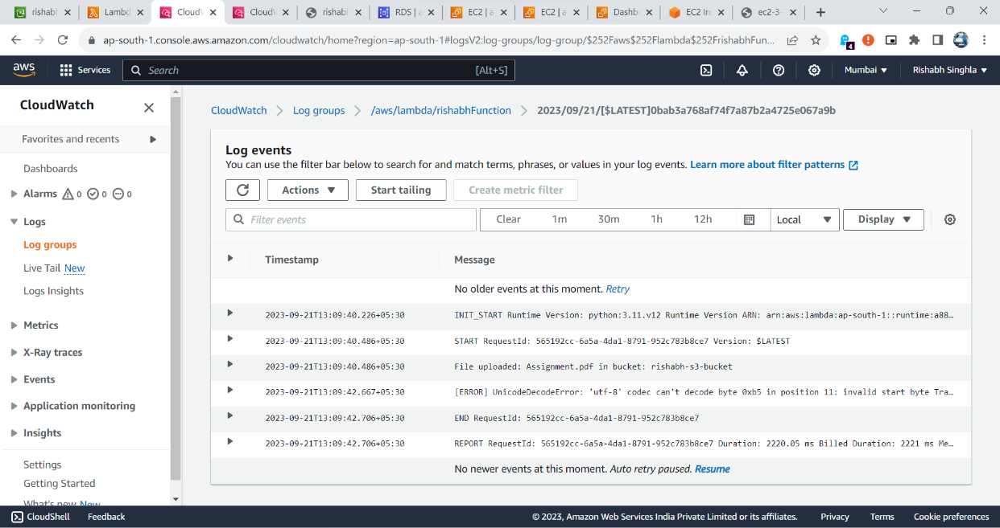 rishabl
Lambd
CloudV
CloudV
rishabl
RDS | a
EC2 | a
EC2 | a
Dashb
EC2 In
ec2-3-
ap-south-1.console.aws.amazon.com/cloudwatch/home?region=ap-south-1#logsV2:log-groups/log-group/$252Faws$252Flambda$252FrishabhFun...
4
aws Services Search [Alt+S] Mumbai Rishabh Singhla
CloudWatch
Favorites and recents
Dashboards
Alarms 0 0 0
Logs
Log groups
Live Tail New
Logs Insights
Metrics
X-Ray traces
Events
Application monitoring
Insights
Settings
Getting Started
What's new New
CloudWatch Log groups /aws/lambda/rishabhFunction 2023/09/21/[$LATEST]0bab3a768af74f7a87b2a4725e067a9b
Log events
You can use the filter bar below to search for and match terms, phrases, or values in your log events. Learn more about filter patterns
Actions Start tailing Create metric filter
Filter events Clear 1m 30m 1h 12h Local Display
Timestamp Message
No older events at this moment. Retry
2023-09-21T13:09:40.226+05:30 INIT_START Runtime Version: python:3.11.v12 Runtime Version ARN: arn:aws:lambda:ap-south-1::runtime:a88...
2023-09-21T13:09:40.486+05:30 START RequestId: 565192cc-6a5a-4da1-8791-952c783b8ce7 Version: $LATEST
2023-09-21T13:09:40.486+05:30 File uploaded: Assignment.pdf in bucket: rishabh-s3-bucket
2023-09-21T13:09:42.667+05:30 [ERROR] UnicodeDecodeError: 'utf-8' codec can't decode byte 0xb5 in position 11: invalid start byte Tra...
2023-09-21T13:09:42.706+05:30 END RequestId: 565192cc-6a5a-4da1-8791-952c783b8ce7
2023-09-21T13:09:42.706+05:30 REPORT RequestId: 565192cc-6a5a-4da1-8791-952c783b8ce7 Duration: 2220.05 ms Billed Duration: 2221 ms Me...
No newer events at this moment. Auto retry paused. Resume
CloudShell Feedback © 2023, Amazon Web Services India Private Limited or its affiliates. Privacy Terms Cookie preferences